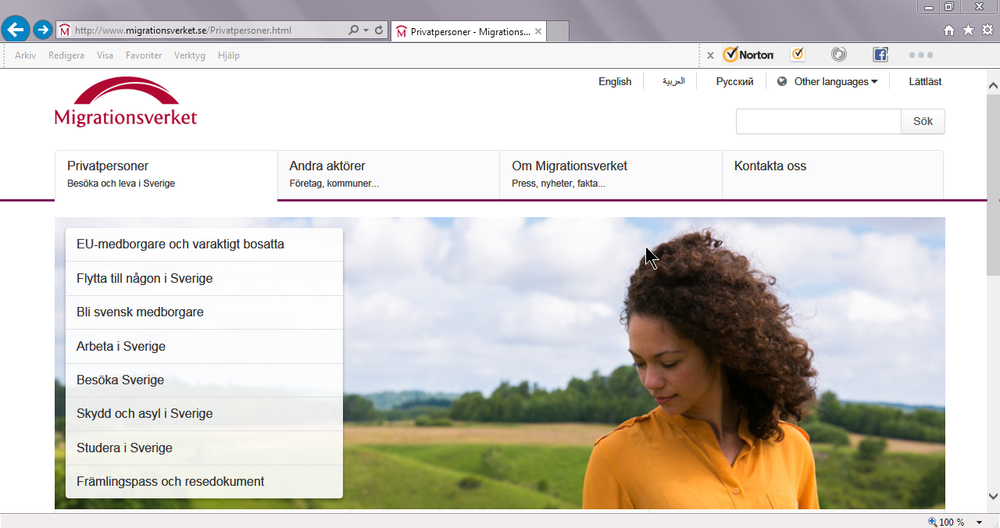 http://www.migrationsverket.se/Privatpersoner.html
Privatpersoner - Migrations...
Arkiv Redigera Visa Favoriter Verktyg Hjälp
x Norton
English العربية Русский Other languages Lättläst
Migrationsverket
Sök
Privatpersoner Andra aktörer Om Migrationsverket Kontakta oss
Besöka och leva i Sverige Företag, kommuner... Press, nyheter, fakta...
EU-medborgare och varaktigt bosatta
Flytta till någon i Sverige
Bli svensk medborgare
Arbeta i Sverige
Besöka Sverige
Skydd och asyl i Sverige
Studera i Sverige
Främlingspass och resedokument
100 %